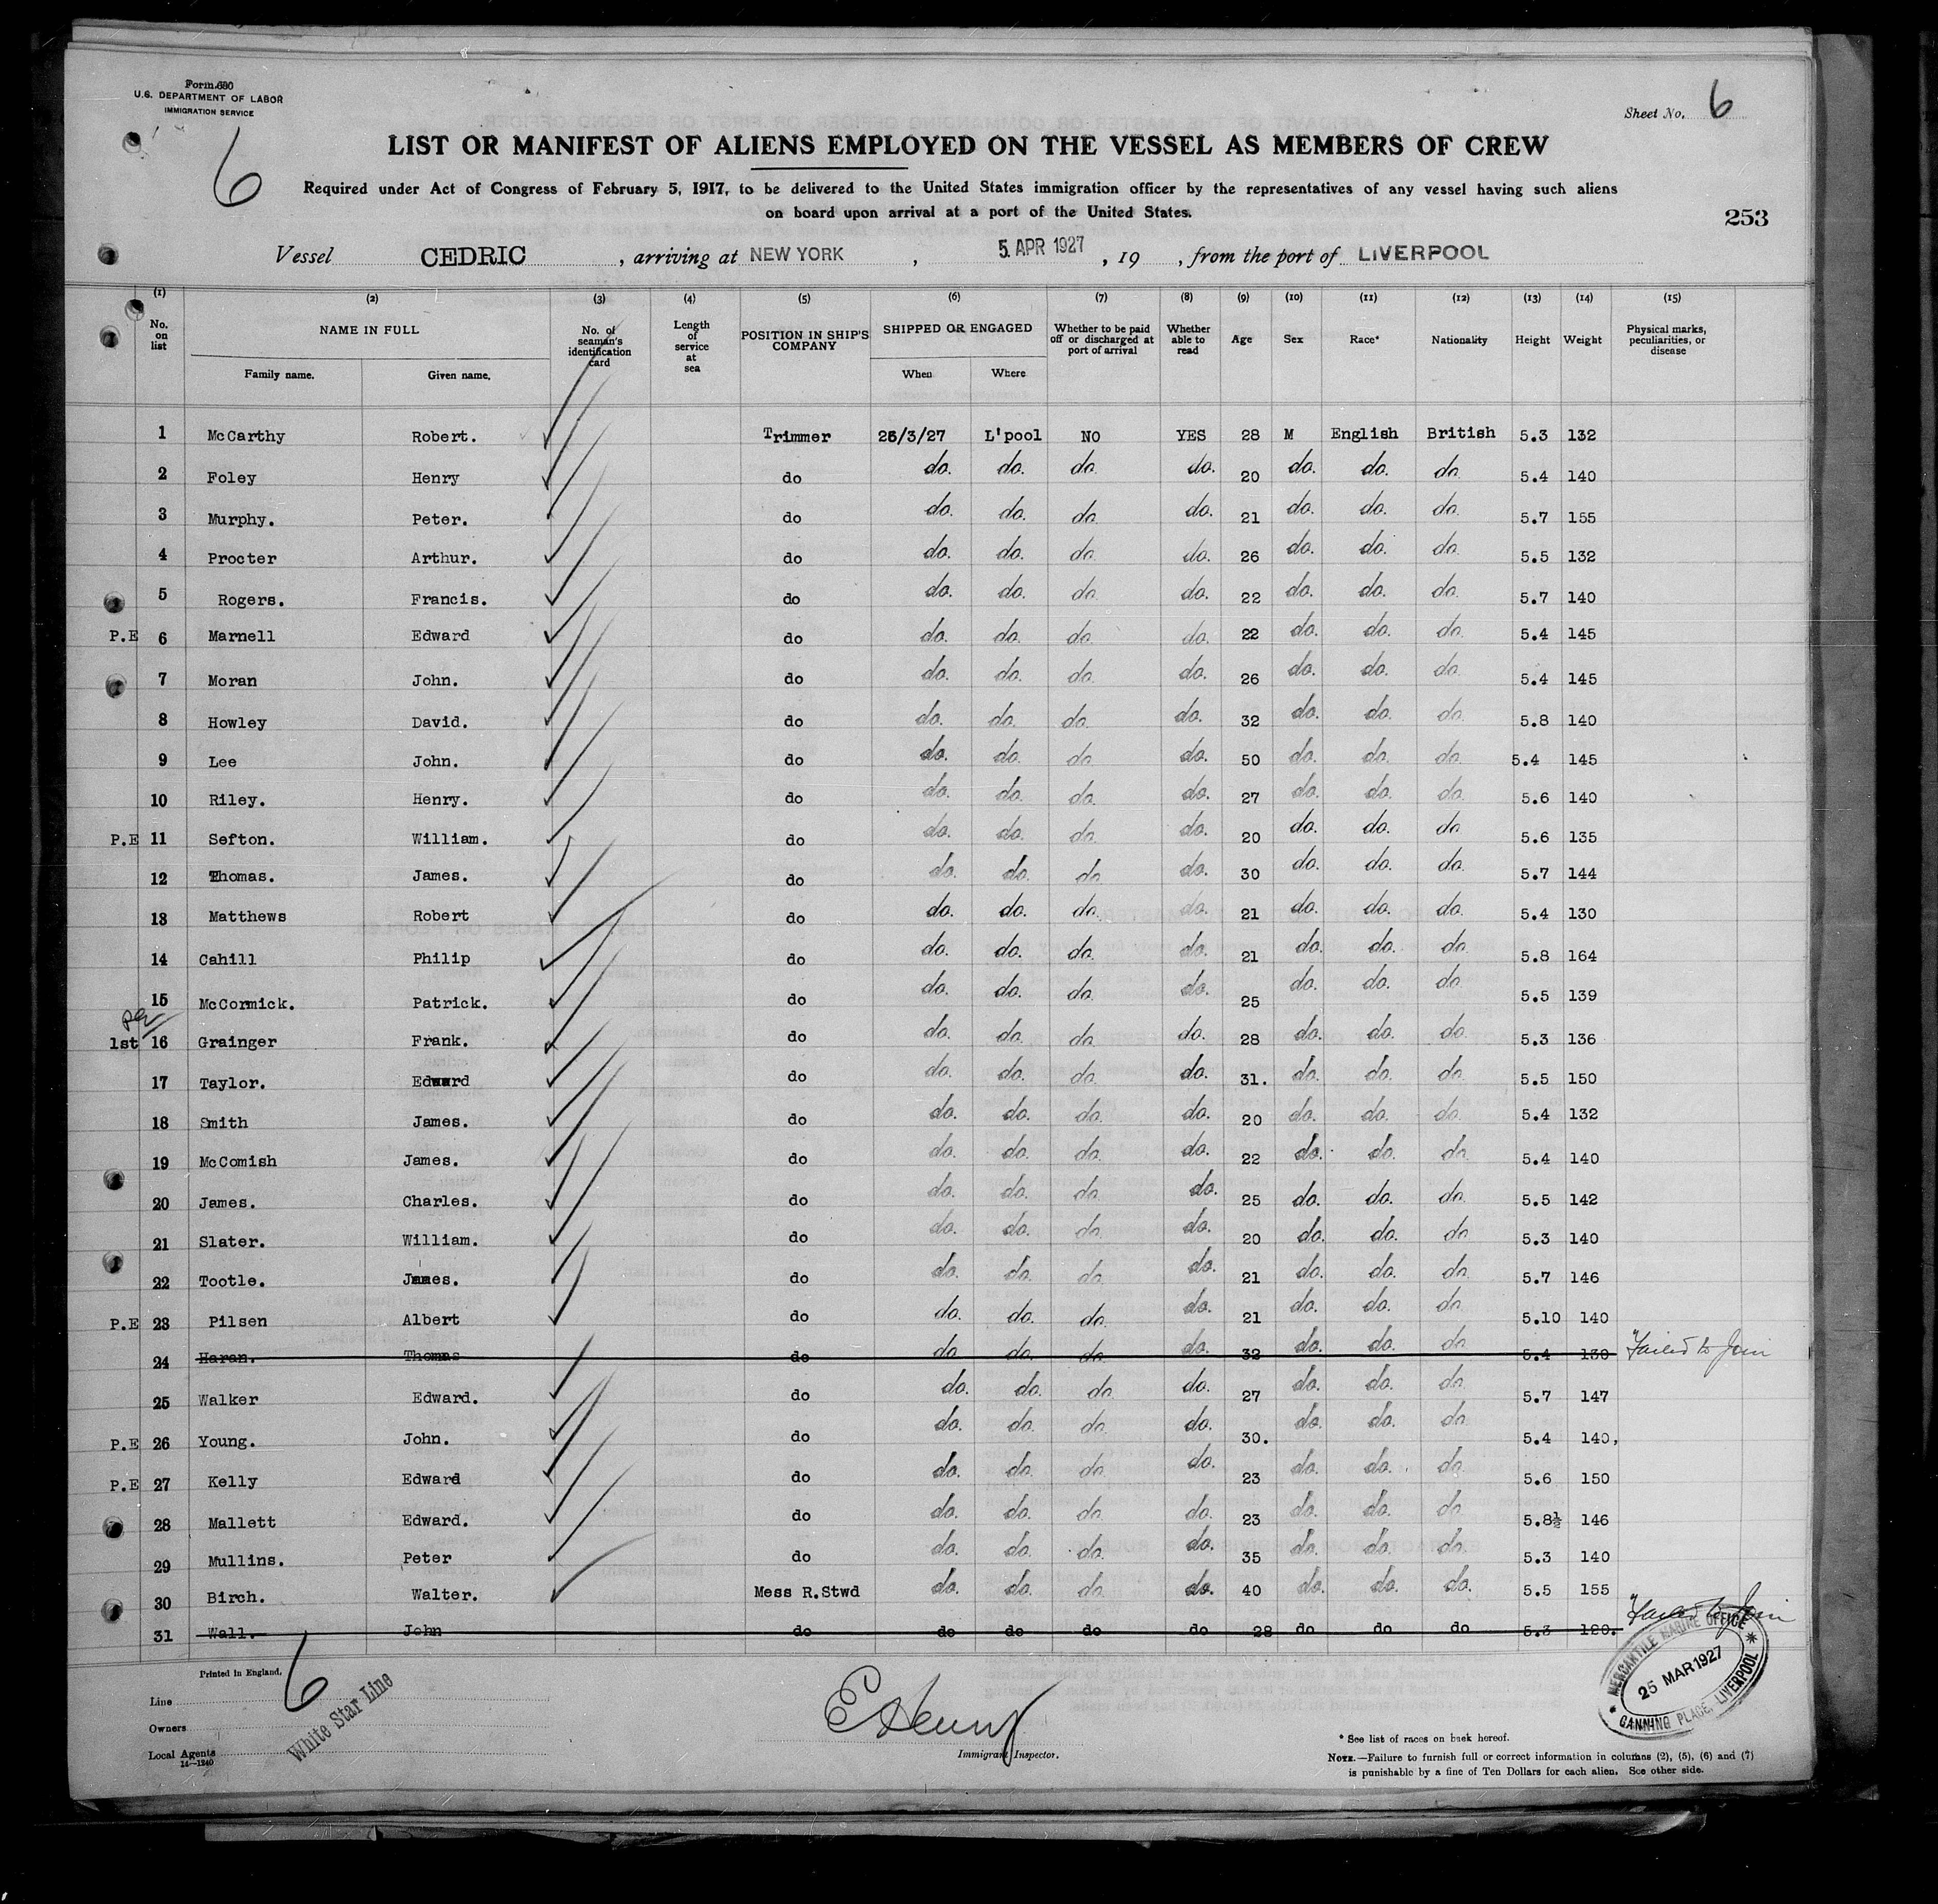 Form 680
U.S. DEPARTMENT OF LABOR
IMMIGRATION SERVICE
6
Sheet No. 6
LIST OR MANIFEST OF ALIENS EMPLOYED ON THE VESSEL AS MEMBERS OF CREW
Required under Act of Congress of February 5, 1917, to be delivered to the United States immigration officer by the representatives of any vessel having such aliens
on board upon arrival at a port of the United States.
253
Vessel CEDRIC, arriving at NEW YORK, 5 APR 1927, 19 , from the port of LIVERPOOL
(1) (2) (3) (4) (5) (6) (7) (8) (9) (10) (11) (12) (13) (14) (15)
No. on list NAME IN FULL Family name. Given name. No. of seaman's identification card Length of service at sea POSITION IN SHIP'S COMPANY SHIPPED OR ENGAGED When Where Whether to be paid off or discharged at port of arrival Whether able to read Age Sex Race* Nationality Height Weight Physical marks, peculiarities, or disease
1 McCarthy Robert. Trimmer 26/3/27 L'pool NO YES 28 M English British 5.3 132
2 Foley Henry do do. do. do. do. 20 do. do. do. 5.4 140
3 Murphy. Peter. do do. do. do. do. 21 do. do. do. 5.7 155
4 Procter Arthur. do do. do. do. do. 26 do. do. do. 5.5 132
5 Rogers. Francis. do do. do. do. do. 22 do. do. do. 5.7 140
P.E 6 Marnell Edward do do. do. do. do. 22 do. do. do. 5.4 145
7 Moran John. do do. do. do. do. 26 do. do. do. 5.4 145
8 Howley David. do do. do. do. do. 32 do. do. do. 5.8 140
9 Lee John. do do. do. do. do. 50 do. do. do. 5.4 145
10 Riley. Henry. do do. do. do. do. 27 do. do. do. 5.6 140
P.E 11 Sefton. William. do do. do. do. do. 20 do. do. do. 5.6 135
12 Thomas. James. do do. do. do. do. 30 do. do. do. 5.7 144
13 Matthews Robert do do. do. do. do. 21 do. do. do. 5.4 130
14 Cahill Philip do do. do. do. do. 21 do. do. do. 5.8 164
15 McCormick. Patrick. do do. do. do. do. 25 do. do. do. 5.5 139
1st 16 Grainger Frank. do do. do. do. do. 28 do. do. do. 5.3 136
17 Taylor. Edward do do. do. do. do. 31. do. do. do. 5.5 150
18 Smith James. do do. do. do. do. 20 do. do. do. 5.4 132
19 McComish James. do do. do. do. do. 22 do. do. do. 5.4 140
20 James. Charles. do do. do. do. do. 25 do. do. do. 5.5 142
21 Slater. William. do do. do. do. do. 20 do. do. do. 5.3 140
22 Tootle. James. do do. do. do. do. 21 do. do. do. 5.7 146
P.E 23 Pilsen Albert do do. do. do. do. 21 do. do. do. 5.10 140
24 Haran. Thomas do do. do. do. do. 32 do. do. do. 5.4 130 "Failed to Join
25 Walker Edward. do do. do. do. do. 27 do. do. do. 5.7 147
P.E 26 Young. John. do do. do. do. do. 30. do. do. do. 5.4 140,
P.E 27 Kelly Edward do do. do. do. do. 23 do. do. do. 5.6 150
28 Mallett Edward. do do. do. do. do. 23 do. do. do. 5.8½ 146
29 Mullins. Peter do do. do. do. do. 35 do. do. do. 5.3 140
30 Birch. Walter. Mess R.Stwd do. do. do. do. 40 do. do. do. 5.5 155
31 Wall. John do do do do do 28 do do do 5.3 120. "Failed to Join
Printed in England.
6
Line
Owners
Local Agents
14—1240
White Star Line
Immigrant Inspector.
MERCANTILE MARINE OFFICE
25 MAR 1927
CANNING PLACE, LIVERPOOL
* See list of races on back hereof.
NOTE.—Failure to furnish full or correct information in columns (2), (5), (6) and (7)
is punishable by a fine of Ten Dollars for each alien. See other side.